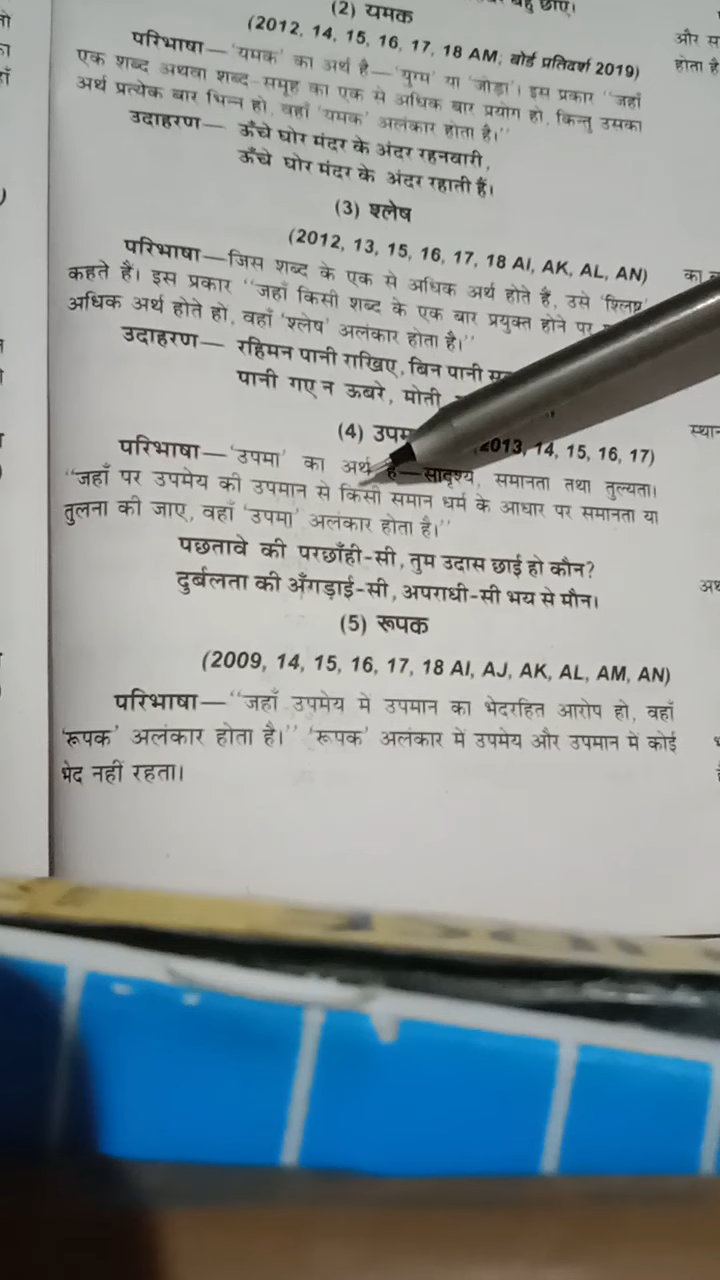 (2) यमक
(2012, 14, 15, 16, 17, 18 AM; बोर्ड प्रतिदर्श 2019)
परिभाषा—'यमक' का अर्थ है—'युग्म' या 'जोड़ा'। इस प्रकार ''जहाँ
एक शब्द अथवा शब्द-समूह का एक से अधिक बार प्रयोग हो, किन्तु उसका
अर्थ प्रत्येक बार भिन्न हो, वहाँ 'यमक' अलंकार होता है।''
उदाहरण— ऊँचे घोर मंदर के अंदर रहनवारी,
ऊँचे घोर मंदर के अंदर रहाती हैं।
(3) श्लेष
(2012, 13, 15, 16, 17, 18 AI, AK, AL, AN)
परिभाषा—जिस शब्द के एक से अधिक अर्थ होते हैं, उसे 'श्लिष्ट'
कहते हैं। इस प्रकार ''जहाँ किसी शब्द के एक बार प्रयुक्त होने पर
अधिक अर्थ होते हो, वहाँ 'श्लेष' अलंकार होता है।''
उदाहरण— रहिमन पानी राखिए, बिन पानी
पानी गए न ऊबरे, मोती
(4) उपम
2013, 14, 15, 16, 17)
परिभाषा—'उपमा' का अर्थ है—सादृश्य, समानता तथा तुल्यता।
''जहाँ पर उपमेय की उपमान से किसी समान धर्म के आधार पर समानता या
तुलना की जाए, वहाँ 'उपमा' अलंकार होता है।''
पछतावे की परछाँही-सी, तुम उदास छाई हो कौन?
दुर्बलता की अँगड़ाई-सी, अपराधी-सी भय से मौन।
(5) रूपक
(2009, 14, 15, 16, 17, 18 AI, AJ, AK, AL, AM, AN)
परिभाषा—''जहाँ उपमेय में उपमान का भेदरहित आरोप हो, वहाँ
'रूपक' अलंकार होता है।'' 'रूपक' अलंकार में उपमेय और उपमान में कोई
भेद नहीं रहता।
और स
होता है
का
स्थान